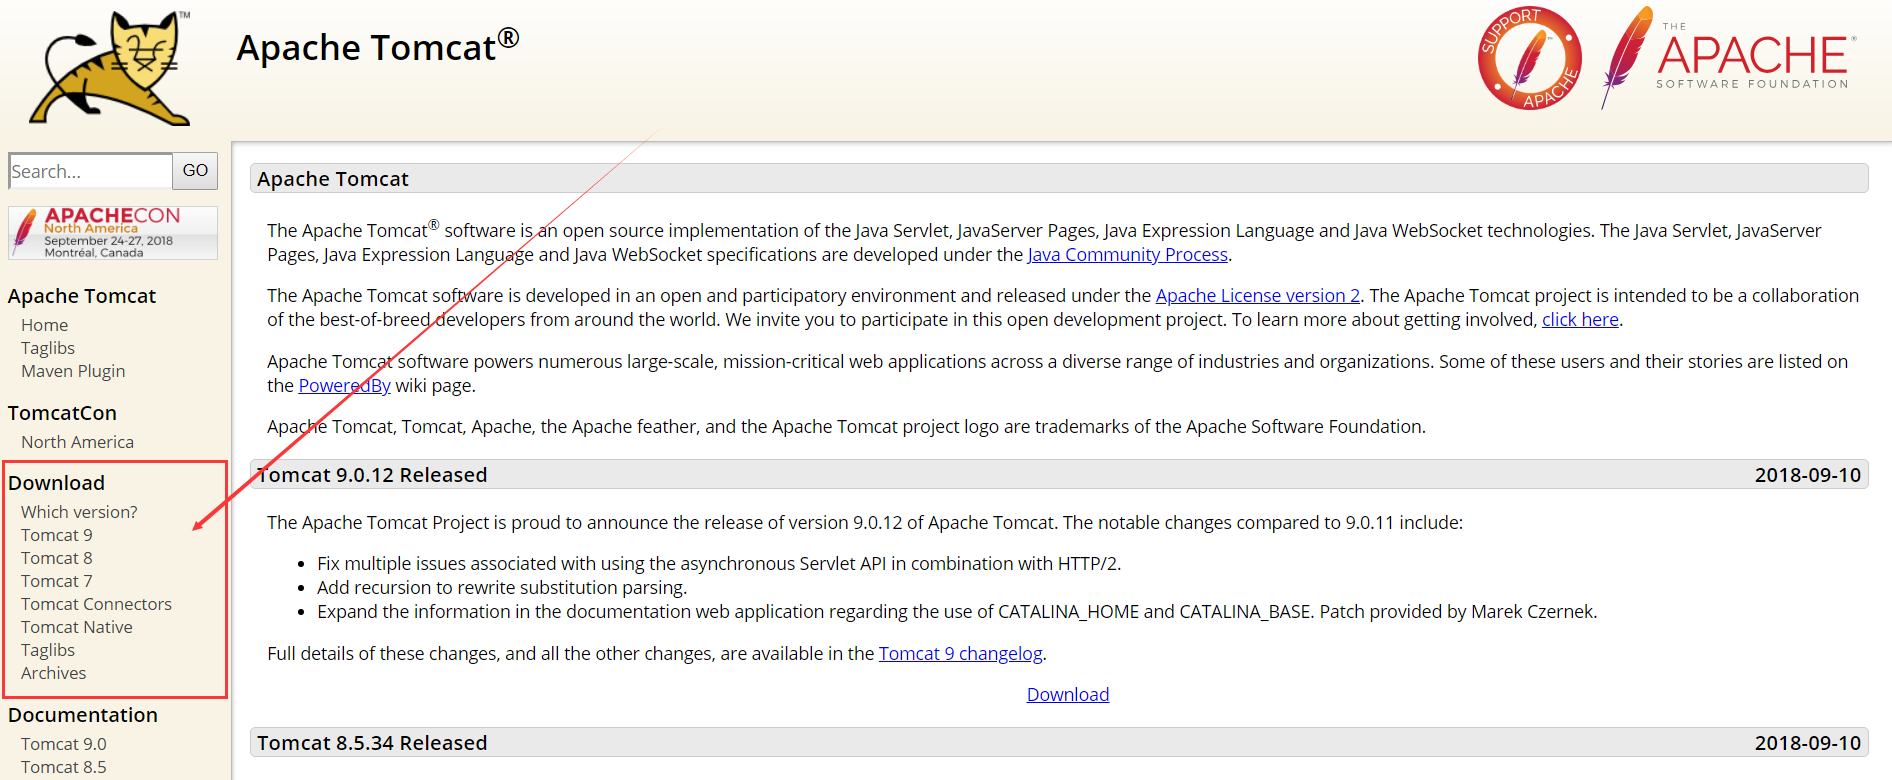 TM
Apache Tomcat®
SUPPORT
APACHE
THE
APACHE®
SOFTWARE FOUNDATION
Search...
GO
APACHECON
North America
September 24-27, 2018
Montréal, Canada
Apache Tomcat
Home
Taglibs
Maven Plugin
TomcatCon
North America
Download
Which version?
Tomcat 9
Tomcat 8
Tomcat 7
Tomcat Connectors
Tomcat Native
Taglibs
Archives
Documentation
Tomcat 9.0
Tomcat 8.5
Apache Tomcat
The Apache Tomcat® software is an open source implementation of the Java Servlet, JavaServer Pages, Java Expression Language and Java WebSocket technologies. The Java Servlet, JavaServer
Pages, Java Expression Language and Java WebSocket specifications are developed under the Java Community Process.
The Apache Tomcat software is developed in an open and participatory environment and released under the Apache License version 2. The Apache Tomcat project is intended to be a collaboration
of the best-of-breed developers from around the world. We invite you to participate in this open development project. To learn more about getting involved, click here.
Apache Tomcat software powers numerous large-scale, mission-critical web applications across a diverse range of industries and organizations. Some of these users and their stories are listed on
the PoweredBy wiki page.
Apache Tomcat, Tomcat, Apache, the Apache feather, and the Apache Tomcat project logo are trademarks of the Apache Software Foundation.
Tomcat 9.0.12 Released 2018-09-10
The Apache Tomcat Project is proud to announce the release of version 9.0.12 of Apache Tomcat. The notable changes compared to 9.0.11 include:
• Fix multiple issues associated with using the asynchronous Servlet API in combination with HTTP/2.
• Add recursion to rewrite substitution parsing.
• Expand the information in the documentation web application regarding the use of CATALINA_HOME and CATALINA_BASE. Patch provided by Marek Czernek.
Full details of these changes, and all the other changes, are available in the Tomcat 9 changelog.
Download
Tomcat 8.5.34 Released 2018-09-10